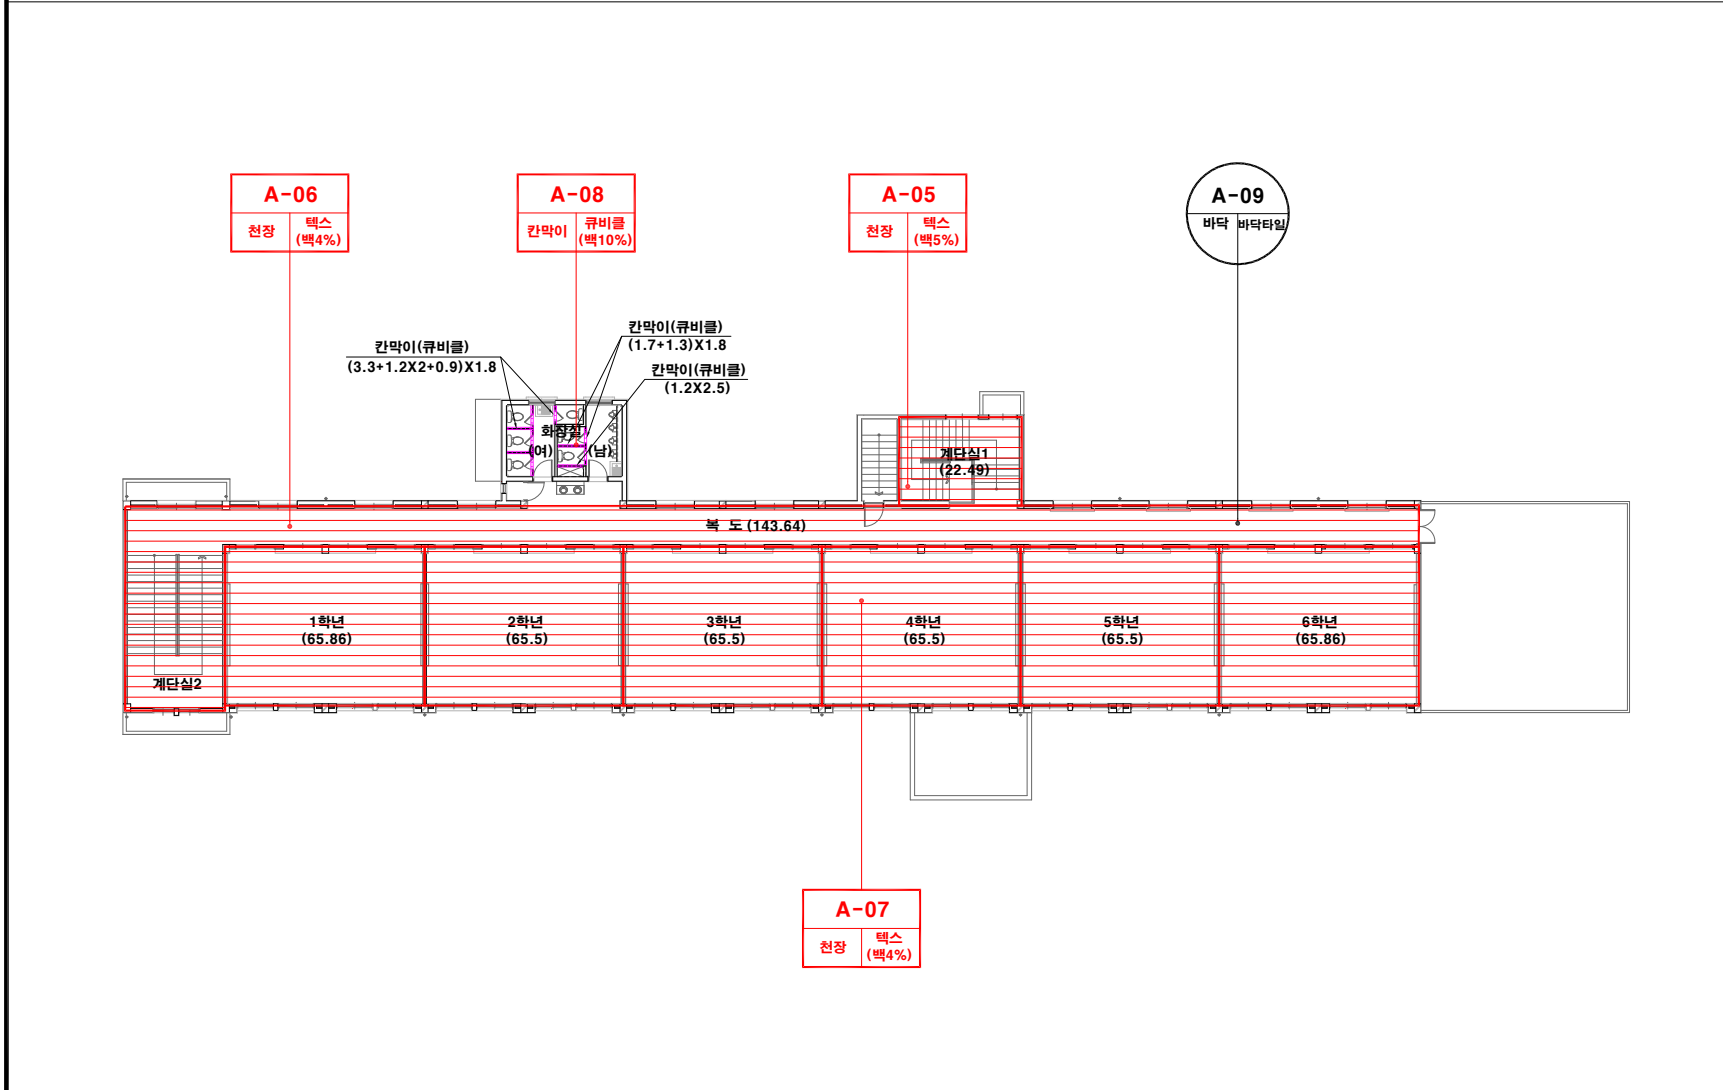 A-06
천장
텍스
(백4%)
A-08
칸막이
큐비클
(백10%)
A-05
천장
텍스
(백5%)
A-09
바닥
바닥타일
칸막이(큐비클)
(1.7+1.3)X1.8
칸막이(큐비클)
(3.3+1.2X2+0.9)X1.8
칸막이(큐비클)
(1.2X2.5)
화장실
(여)
(남)
계단실1
(22.49)
복 도 (143.64)
1학년
(65.86)
2학년
(65.5)
3학년
(65.5)
4학년
(65.5)
5학년
(65.5)
6학년
(65.86)
계단실2
A-07
천장
텍스
(백4%)